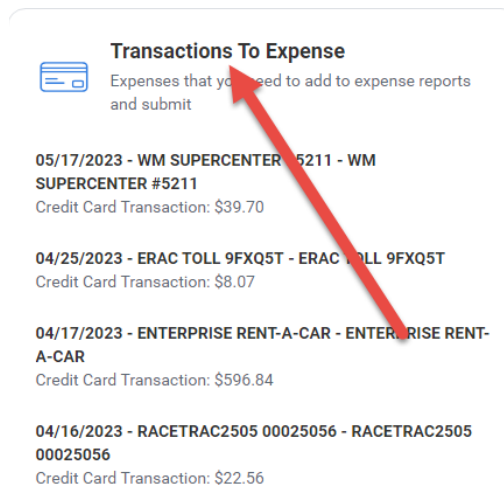 Transactions To Expense
Expenses that you need to add to expense reports
and submit
05/17/2023 - WM SUPERCENTER #5211 - WM
SUPERCENTER #5211
Credit Card Transaction: $39.70
04/25/2023 - ERAC TOLL 9FXQ5T - ERAC TOLL 9FXQ5T
Credit Card Transaction: $8.07
04/17/2023 - ENTERPRISE RENT-A-CAR - ENTERPRISE RENT-
A-CAR
Credit Card Transaction: $596.84
04/16/2023 - RACETRAC2505 00025056 - RACETRAC2505
00025056
Credit Card Transaction: $22.56